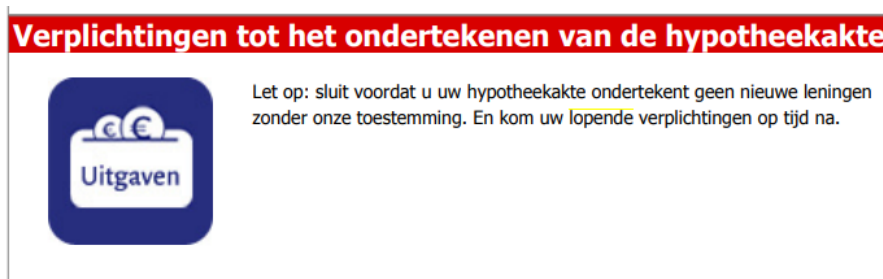 Verplichtingen tot het ondertekenen van de hypotheekakte
Let op: sluit voordat u uw hypotheekakte ondertekent geen nieuwe leningen
zonder onze toestemming. En kom uw lopende verplichtingen op tijd na.
€ €
Uitgaven